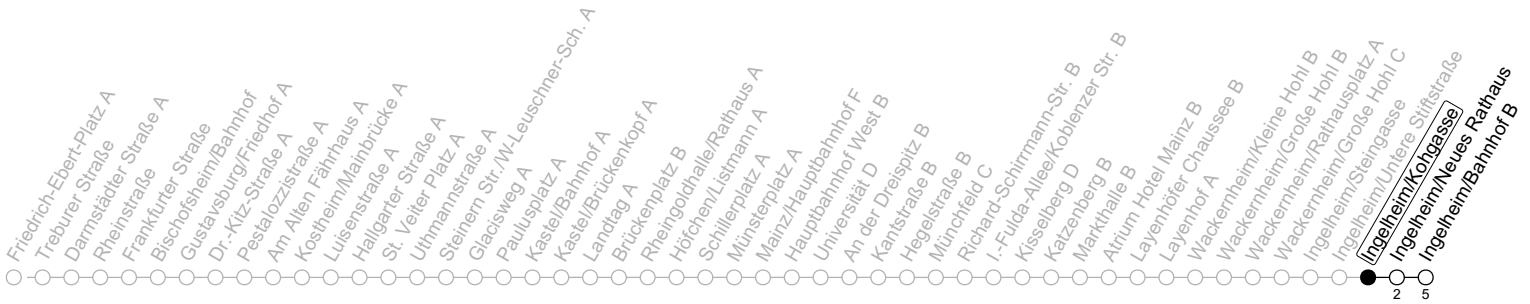 Friedrich-Ebert-Platz A
Treburer Straße
Darmstädter Straße A
Rheinstraße
Frankfurter Straße
Bischofsheim/Bahnhof
Gustavsburg/Friedhof A
Dr.-Kitz-Straße A
Pestalozzistraße A
Am Alten Fährhaus A
Kostheim/Mainbrücke A
Luisenstraße A
Hallgarter Straße A
St. Veiter Platz A
Uthmannstraße A
Steinern Str./W-Leuschner-Sch. A
Glacisweg A
Paulusplatz A
Kastel/Bahnhof A
Kastel/Brückenkopf A
Landtag A
Brückenplatz B
Rheingoldhalle/Rathaus A
Höfchen/Listmann A
Schillerplatz A
Münsterplatz A
Mainz/Hauptbahnhof F
Hauptbahnhof West B
Universität D
An der Dreispitz B
Kantstraße B
Hegelstraße B
Münchfeld C
Richard-Schirrmann-Str. B
I.-Fulda-Allee/Koblenzer Str. B
Kisselberg D
Katzenberg B
Markthalle B
Atrium Hotel Mainz B
Layenhöfer Chaussee B
Layenhof A
Wackernheim/Kleine Hohl B
Wackernheim/Große Hohl B
Wackernheim/Rathausplatz A
Wackernheim/Große Hohl C
Ingelheim/Steingasse
Ingelheim/Untere Stiftstraße
Ingelheim/Rohgasse
Ingelheim/Neues Rathaus
Ingelheim/Bahnhof B
2 5